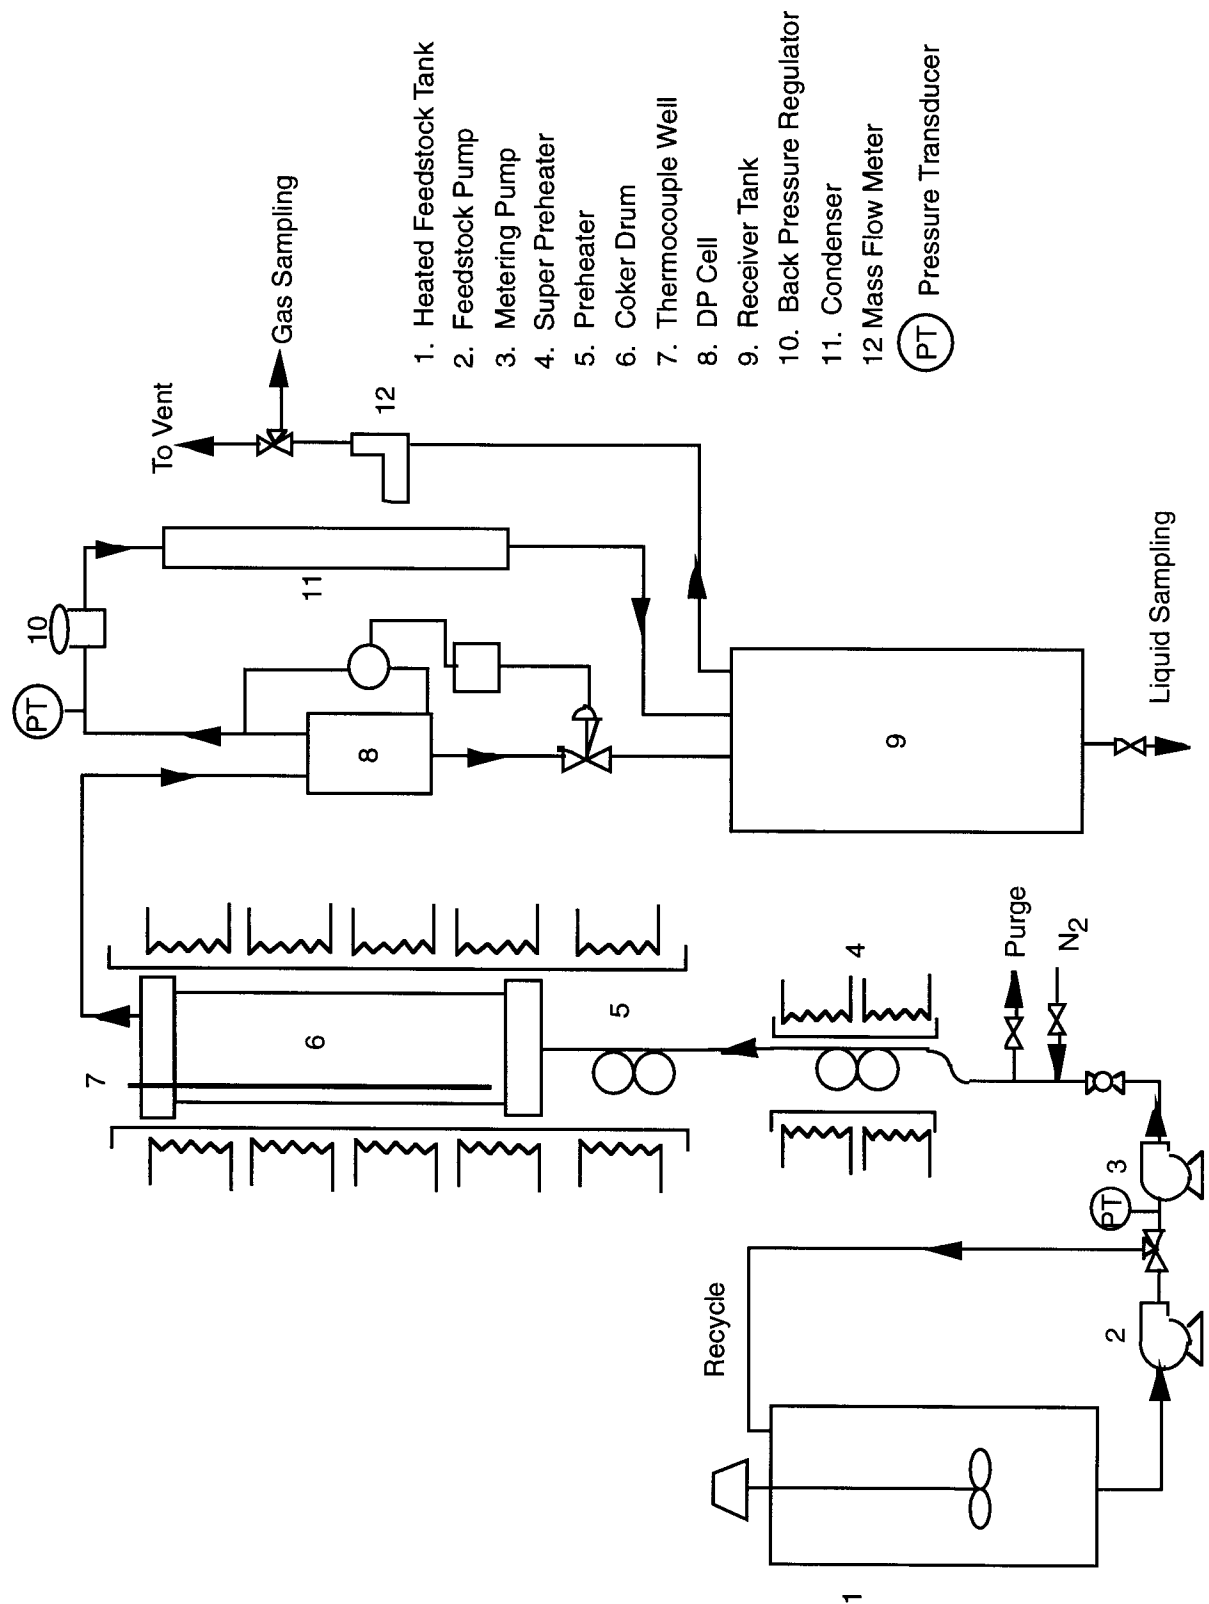 1. Heated Feedstock Tank
2. Feedstock Pump
3. Metering Pump
4. Super Preheater
5. Preheater
6. Coker Drum
7. Thermocouple Well
8. DP Cell
9. Receiver Tank
10. Back Pressure Regulator
11. Condenser
12 Mass Flow Meter
PT Pressure Transducer
To Vent
Gas Sampling
12
10
PT
11
8
9
Liquid Sampling
7
6
5
4
Purge
N2
3
PT
2
Recycle
1